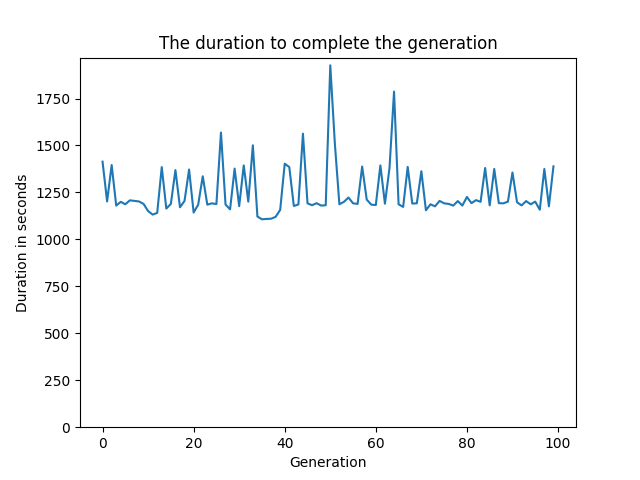 The duration to complete the generation
Duration in seconds
1750
1500
1250
1000
750
500
250
0
0 20 40 60 80 100
Generation